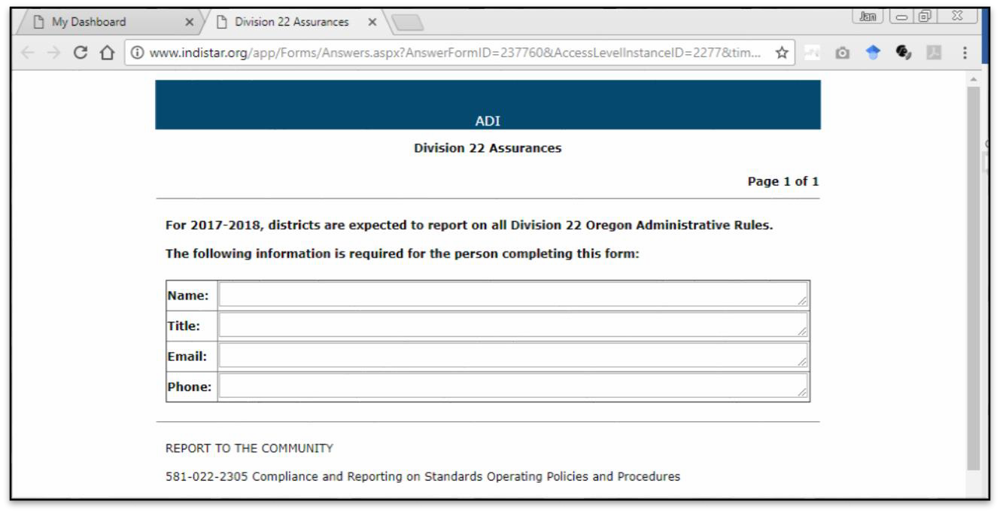 My Dashboard
Division 22 Assurances
Jan
www.indistar.org/app/Forms/Answers.aspx?AnswerFormID=237760&AccessLevelInstanceID=2277&tim...
ADI
Division 22 Assurances
Page 1 of 1
For 2017-2018, districts are expected to report on all Division 22 Oregon Administrative Rules.
The following information is required for the person completing this form:
Name:
Title:
Email:
Phone:
REPORT TO THE COMMUNITY
581-022-2305 Compliance and Reporting on Standards Operating Policies and Procedures